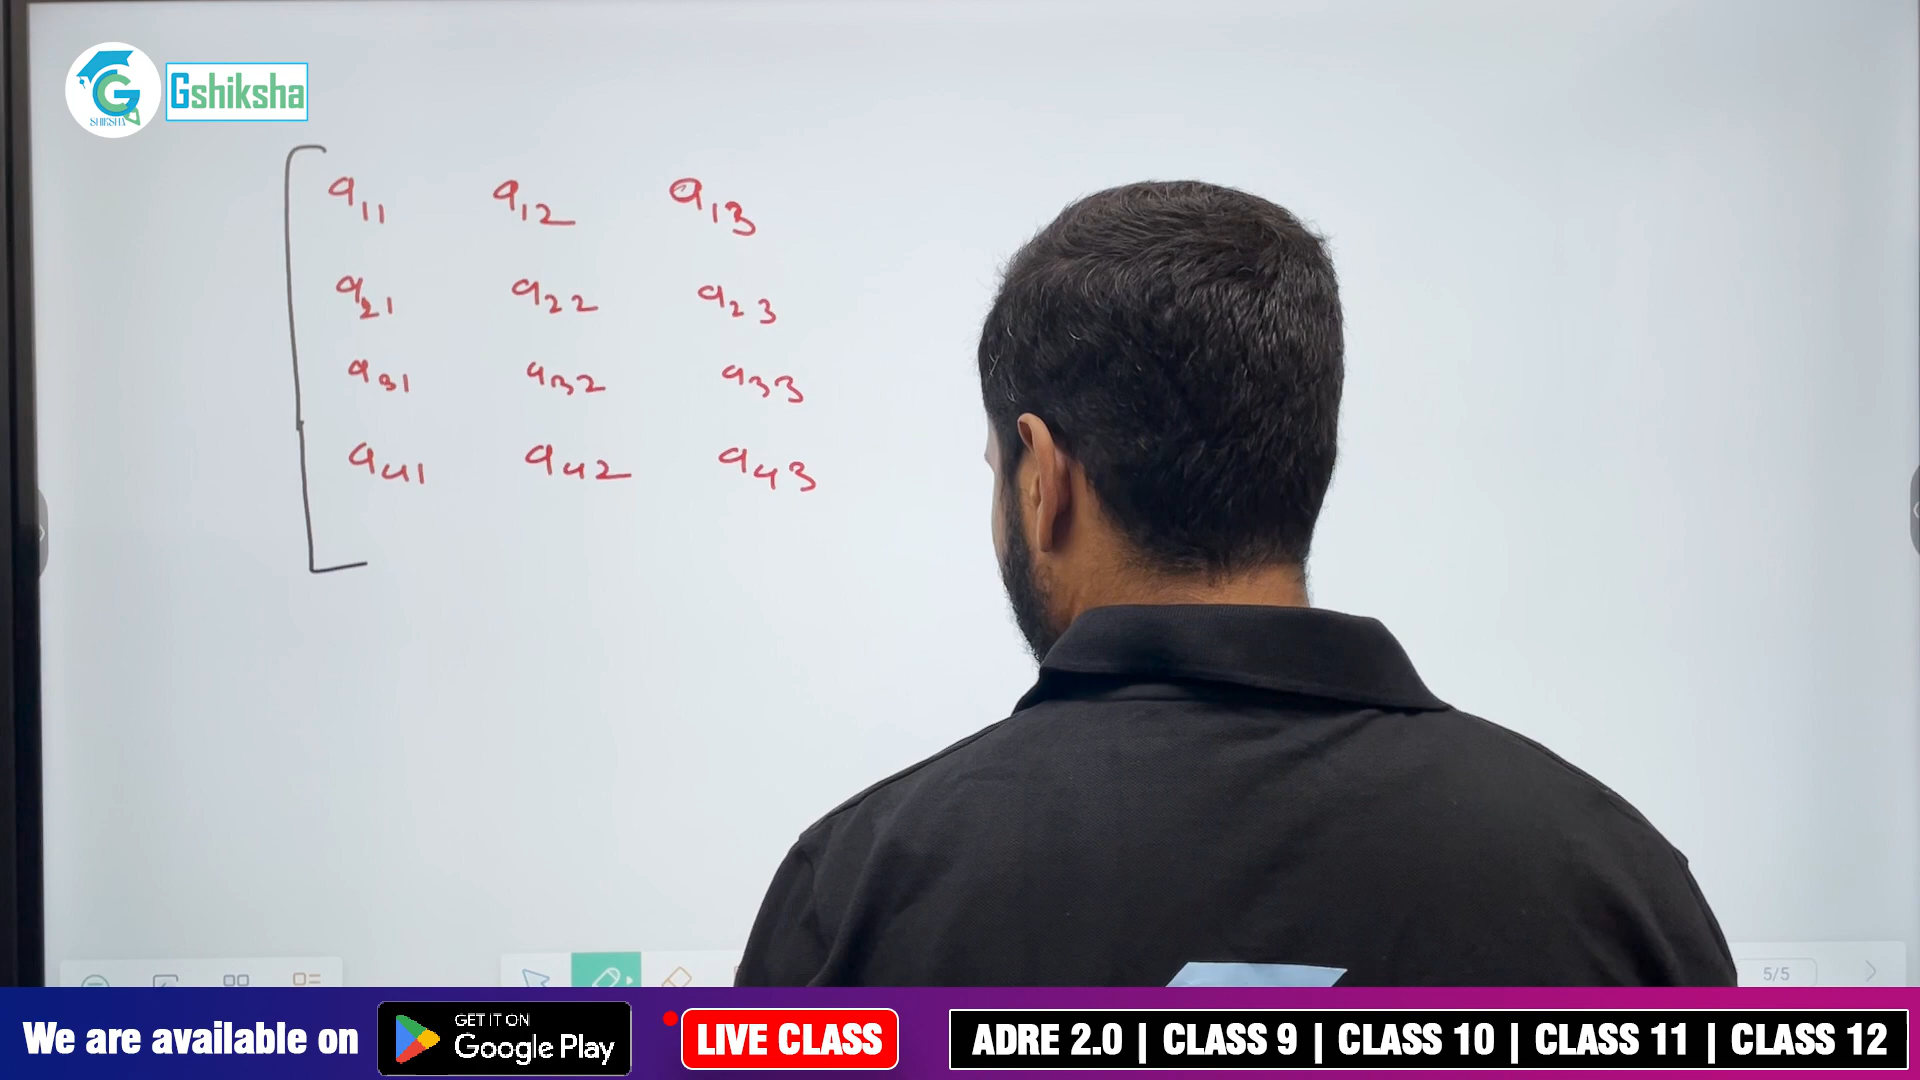 SHIKSHA
Gshiksha
a11 a12 a13
a21 a22 a23
a31 a32 a33
a41 a42 a43
5/5
We are available on
GET IT ON
Google Play
LIVE CLASS
ADRE 2.0 | CLASS 9 | CLASS 10 | CLASS 11 | CLASS 12